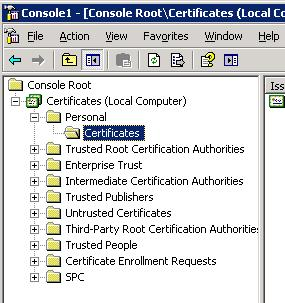 Console1 - [Console Root\Certificates (Local Co
File Action View Favorites Window Help
Console Root
Certificates (Local Computer)
Personal
Certificates
Trusted Root Certification Authorities
Enterprise Trust
Intermediate Certification Authorities
Trusted Publishers
Untrusted Certificates
Third-Party Root Certification Authorities
Trusted People
Certificate Enrollment Requests
SPC
Iss